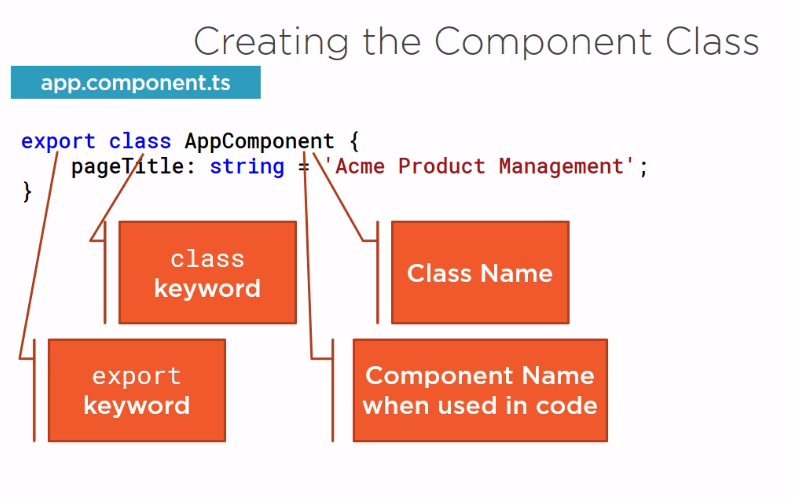 Creating the Component Class
app.component.ts
export class AppComponent {
    pageTitle: string = 'Acme Product Management';
}
class
keyword
Class Name
export
keyword
Component Name
when used in code